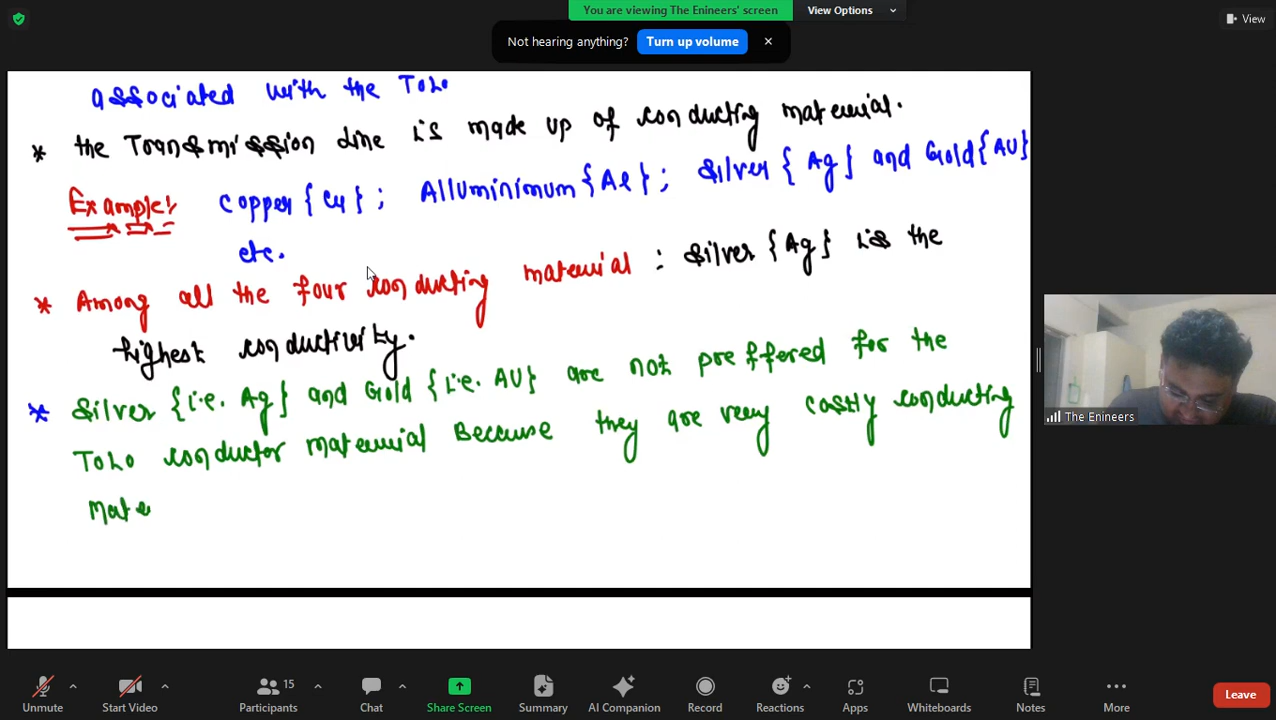 You are viewing The Enineers' screen
View Options
View
Not hearing anything?
Turn up volume
associated with the T.L.
* the Transmission Line is made up of conducting material.
Example: copper {Cu}; Alluminimum {Al}; Silver {Ag} and Gold {AU}
etc.
* Among all the four conducting material : Silver {Ag} is the
highest conductivity.
* Silver {i.e. Ag} and Gold {i.e. AU} are not preffered for the
T.L. conductor material Because they are very costly conducting
Mate
The Enineers
Unmute
Start Video
Participants
15
Chat
Share Screen
Summary
AI Companion
Record
Reactions
Apps
Whiteboards
Notes
More
Leave